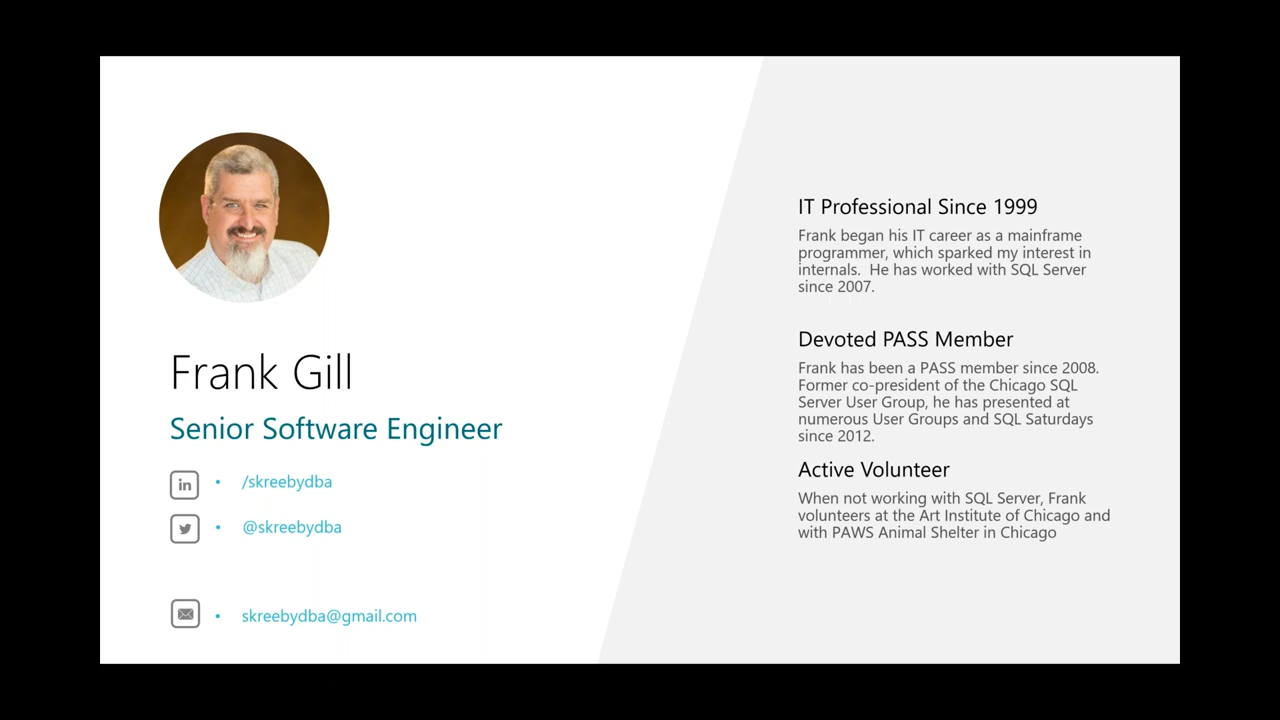 Frank Gill
Senior Software Engineer
in • /skreebydba
• @skreebydba
• skreebydba@gmail.com
IT Professional Since 1999
Frank began his IT career as a mainframe
programmer, which sparked my interest in
internals.  He has worked with SQL Server
since 2007.
Devoted PASS Member
Frank has been a PASS member since 2008.
Former co-president of the Chicago SQL
Server User Group, he has presented at
numerous User Groups and SQL Saturdays
since 2012.
Active Volunteer
When not working with SQL Server, Frank
volunteers at the Art Institute of Chicago and
with PAWS Animal Shelter in Chicago